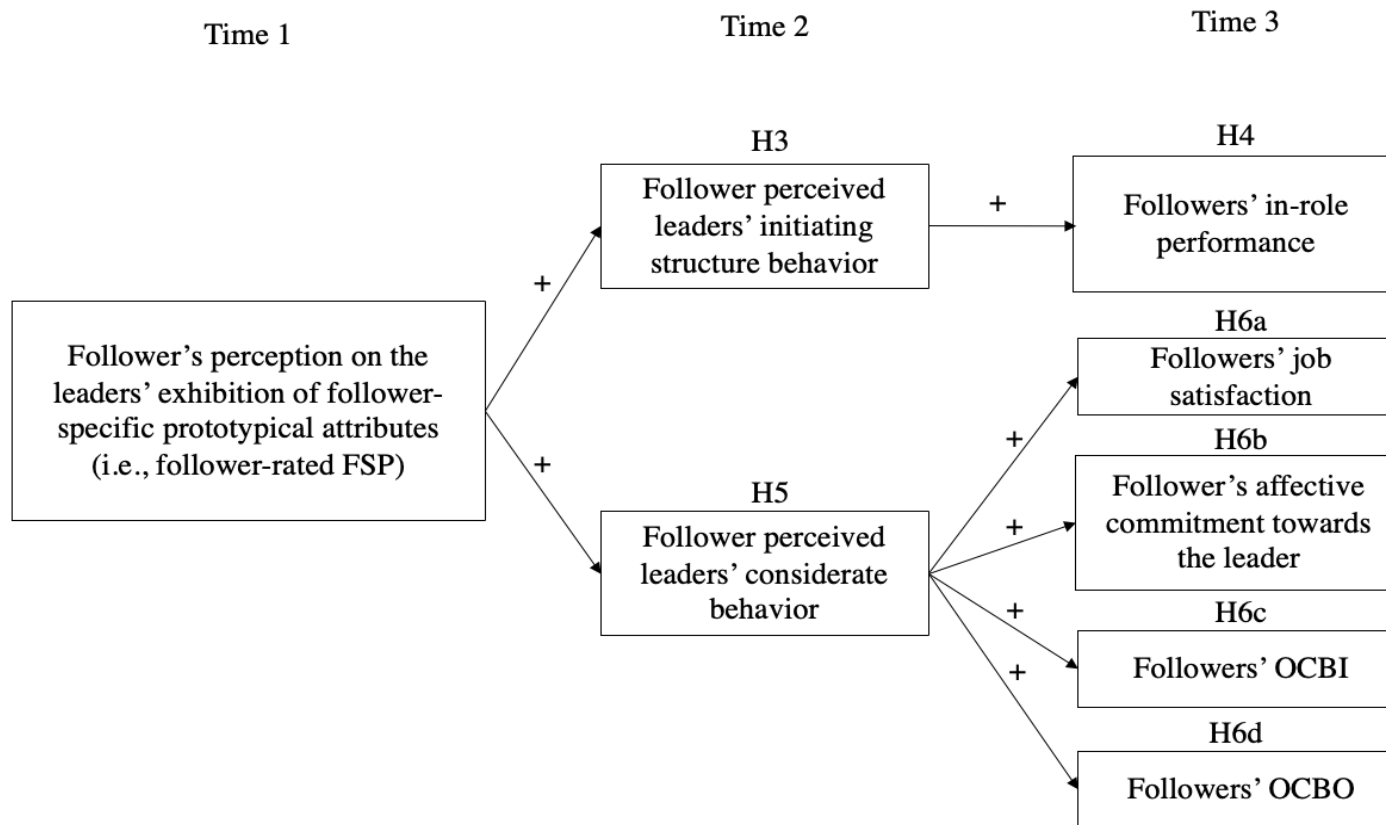 Time 1
Time 2
Time 3
H3
Follower perceived
leaders’ initiating
structure behavior
H4
Followers’ in-role
performance
+
+
Follower’s perception on the
leaders’ exhibition of follower-
specific prototypical attributes
(i.e., follower-rated FSP)
+
H5
Follower perceived
leaders’ considerate
behavior
H6a
Followers’ job
satisfaction
+
H6b
Follower’s affective
commitment towards
the leader
+
H6c
Followers’ OCBI
+
H6d
Followers’ OCBO
+